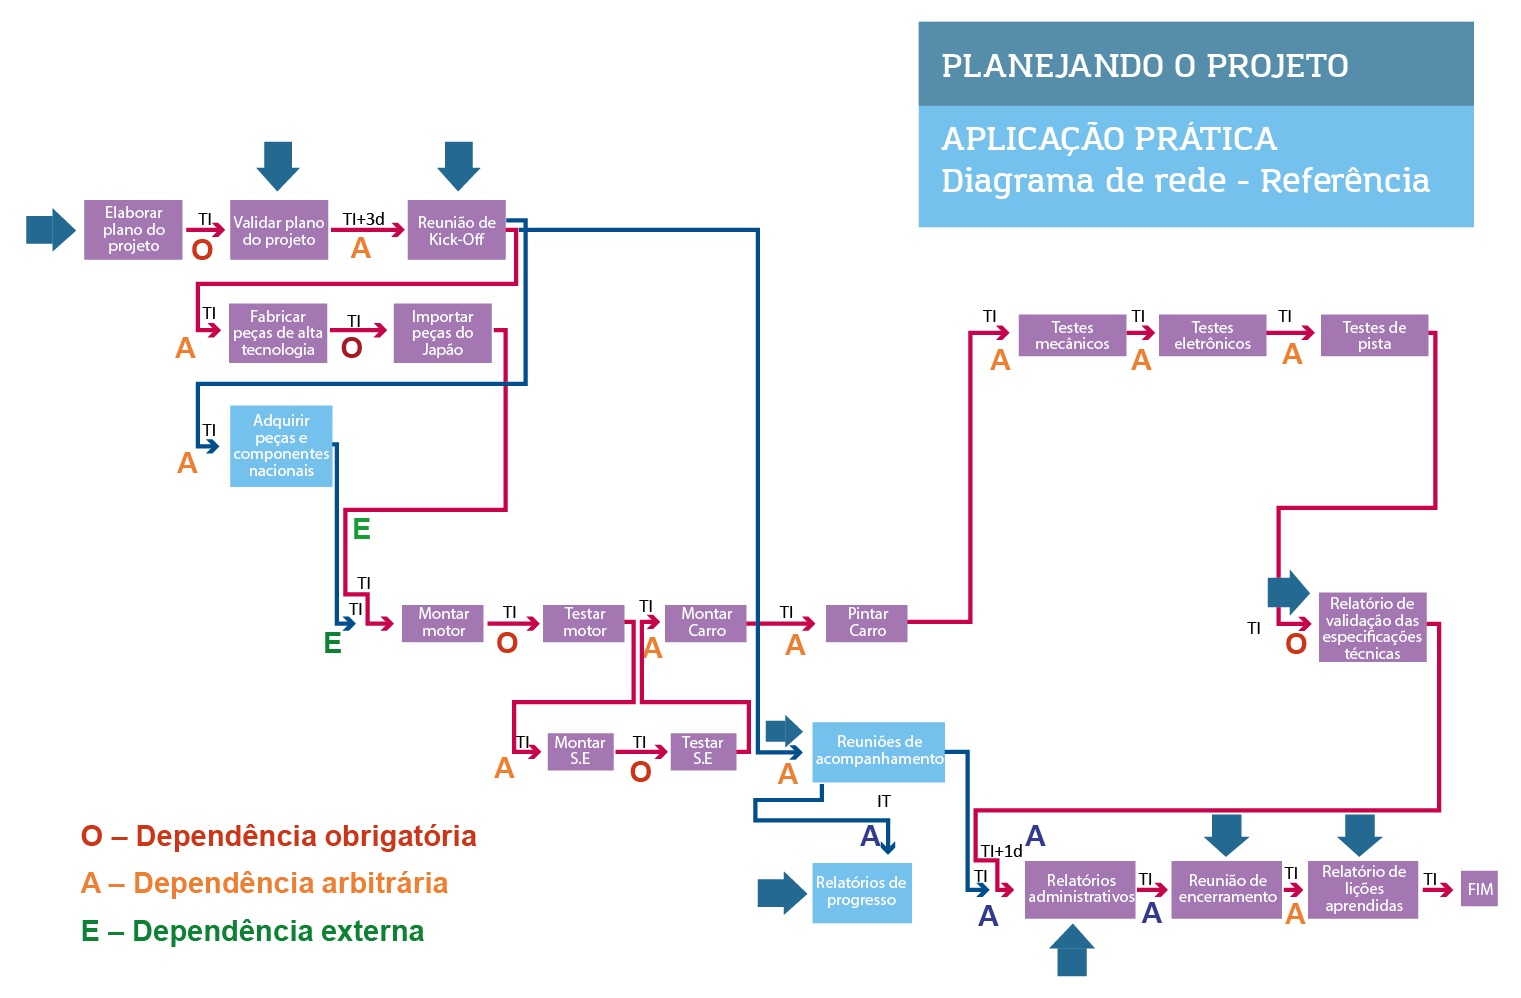 PLANEJANDO O PROJETO
APLICAÇÃO PRÁTICA
Diagrama de rede - Referência
Elaborar
plano do
projeto
TI
O
Validar plano
do projeto
TI+3d
A
Reunião de
Kick-Off
TI
A
Fabricar
peças de alta
tecnologia
TI
O
Importar
peças do
Japão
TI
A
Testes
mecânicos
TI
A
Testes
eletrônicos
TI
A
Testes de
pista
TI
A
Adquirir
peças e
componentes
nacionais
E
TI
TI
E
Montar
motor
TI
O
Testar
motor
TI
A
Montar
Carro
TI
A
Pintar
Carro
TI
O
Relatório de
validação das
especificações
técnicas
TI
A
Montar
S.E
TI
O
Testar
S.E
A
Reuniões de
acompanhamento
IT
A
Relatórios de
progresso
TI+1d
A
TI
A
Relatórios
administrativos
TI
A
Reunião de
encerramento
TI
A
Relatório de
lições
aprendidas
TI
FIM
O – Dependência obrigatória
A – Dependência arbitrária
E – Dependência externa